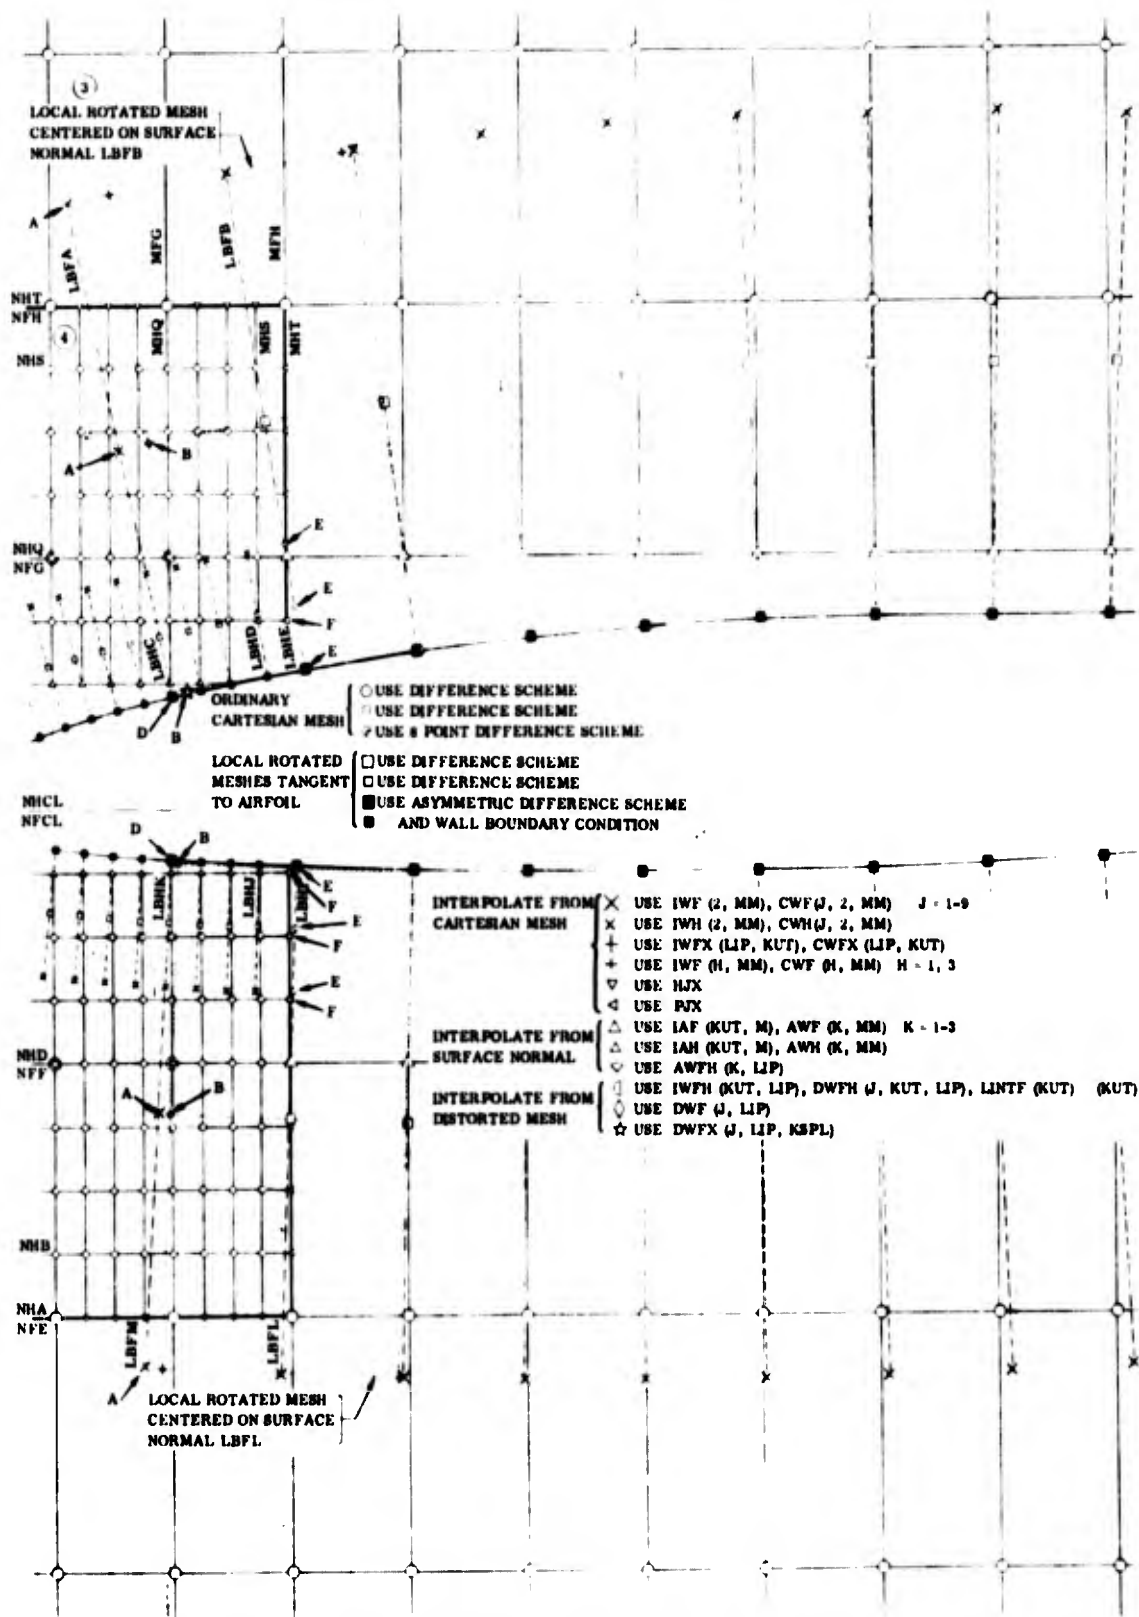 3
LOCAL ROTATED MESH
CENTERED ON SURFACE
NORMAL LBFB
A
LBFA
MFG
LBFB
MFH
NHT
NFH
4
MHQ
MHS
MHT
NHS
A
B
E
NHQ
NFG
E
F
LBHC
LBHD
LBHE
E
D
B
ORDINARY
CARTESIAN MESH
USE DIFFERENCE SCHEME
USE DIFFERENCE SCHEME
USE 8 POINT DIFFERENCE SCHEME
LOCAL ROTATED
MESHES TANGENT
TO AIRFOIL
USE DIFFERENCE SCHEME
USE DIFFERENCE SCHEME
USE ASYMMETRIC DIFFERENCE SCHEME
AND WALL BOUNDARY CONDITION
NHCL
NFCL
D
B
LBHK
LBHJ
E
F
E
F
E
F
INTERPOLATE FROM
CARTESIAN MESH
USE IWF (2, MM), CWF (J, 2, MM) J = 1-9
USE IWH (2, MM), CWH (J, 2, MM)
USE IWFX (LIP, KUT), CWFX (LIP, KUT)
USE IWF (H, MM), CWF (H, MM) H = 1, 3
USE HJX
USE PJX
INTERPOLATE FROM
SURFACE NORMAL
USE IAF (KUT, M), AWF (K, MM) K = 1-3
USE IAH (KUT, M), AWH (K, MM)
USE AWFH (K, LIP)
INTERPOLATE FROM
DISTORTED MESH
USE IWFH (KUT, LIP), DWFH (J, KUT, LIP), LINTF (KUT) (KUT)
USE DWF (J, LIP)
USE DWFX (J, LIP, KSPL)
NHD
NFF
A
B
NHB
NHA
NFE
LBFM
LBFL
A
LOCAL ROTATED MESH
CENTERED ON SURFACE
NORMAL LBFL